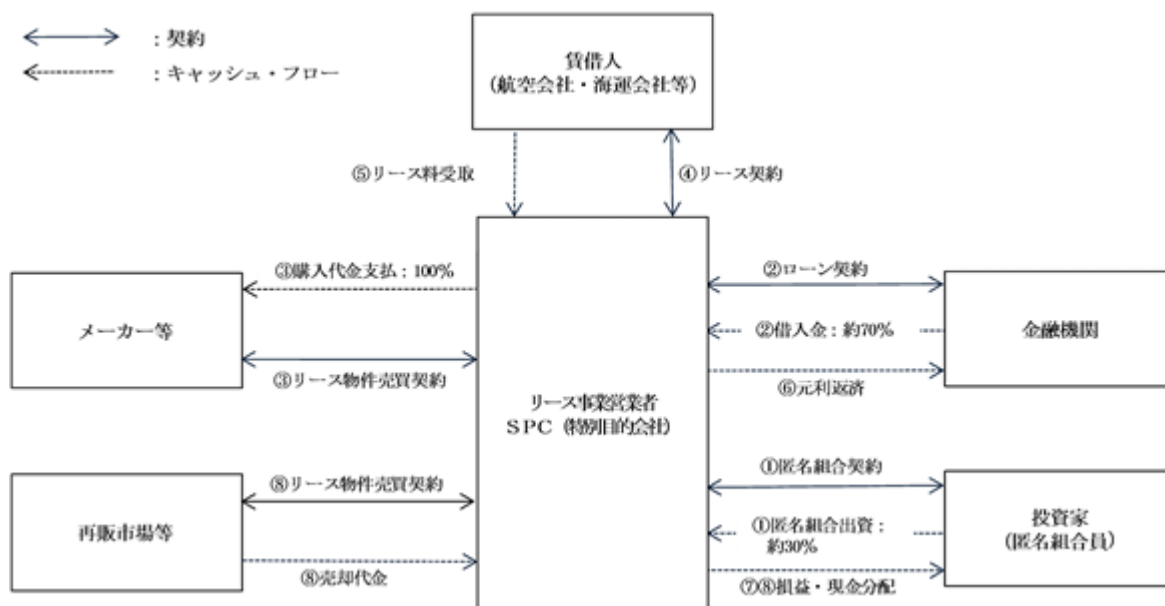 ：契約
：キャッシュ・フロー
賃借人
（航空会社・海運会社等）
⑤リース料受取
④リース契約
③購入代金支払：100%
メーカー等
③リース物件売買契約
②ローン契約
②借入金：約70%
金融機関
⑥元利返済
リース事業営業者
ＳＰＣ（特別目的会社）
⑧リース物件売買契約
再販市場等
⑧売却代金
①匿名組合契約
①匿名組合出資：
約30%
投資家
（匿名組合員）
⑦⑧損益・現金分配